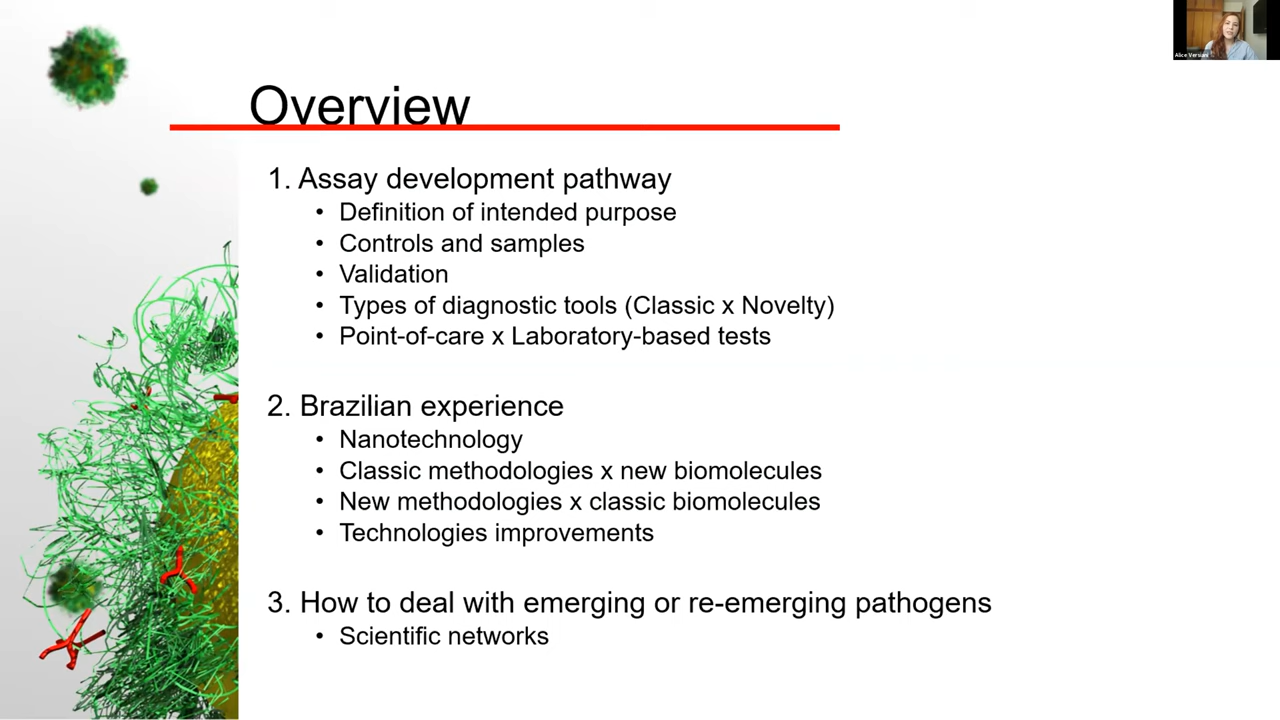 Alice Versiani
Overview
1. Assay development pathway
• Definition of intended purpose
• Controls and samples
• Validation
• Types of diagnostic tools (Classic x Novelty)
• Point-of-care x Laboratory-based tests
2. Brazilian experience
• Nanotechnology
• Classic methodologies x new biomolecules
• New methodologies x classic biomolecules
• Technologies improvements
3. How to deal with emerging or re-emerging pathogens
• Scientific networks